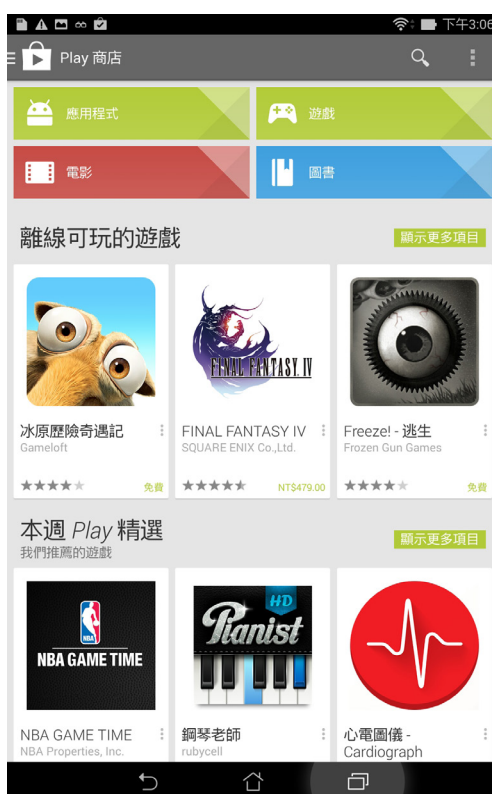 下午3:06
Play 商店
應用程式
遊戲
電影
圖書
離線可玩的遊戲
顯示更多項目
FINAL FANTASY IV
冰原歷險奇遇記
Gameloft
免費
FINAL FANTASY IV
SQUARE ENIX Co.,Ltd.
NT$479.00
Freeze! - 逃生
Frozen Gun Games
免費
本週 Play 精選
我們推薦的遊戲
顯示更多項目
NBA
NBA GAME TIME
HD
Pianist
NBA GAME TIME
NBA Properties, Inc.
鋼琴老師
rubycell
心電圖儀 -
Cardiograph